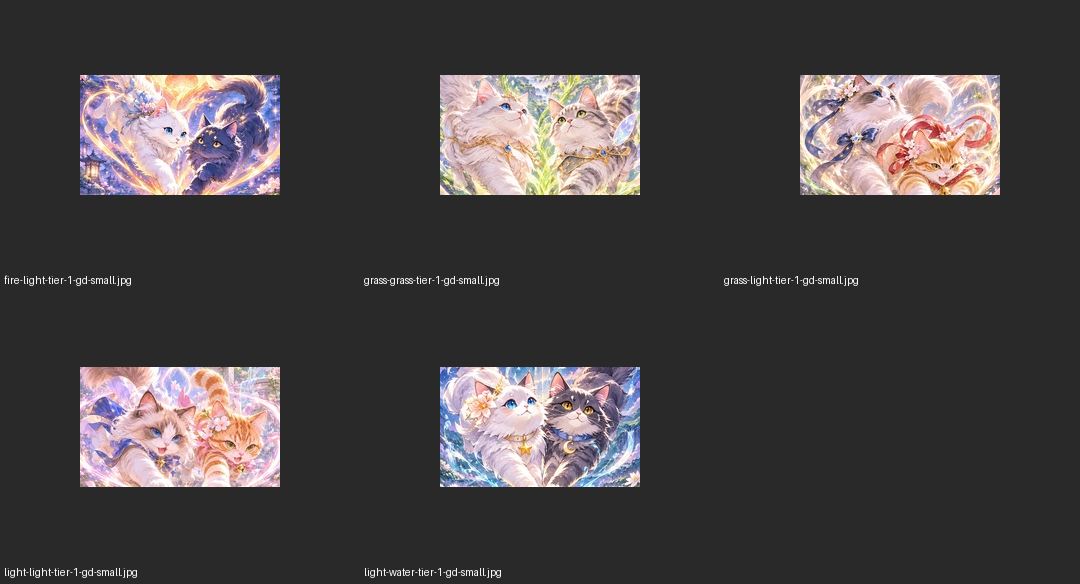 fire-light-tier-1-gd-small.jpg
grass-grass-tier-1-gd-small.jpg
grass-light-tier-1-gd-small.jpg
light-light-tier-1-gd-small.jpg
light-water-tier-1-gd-small.jpg